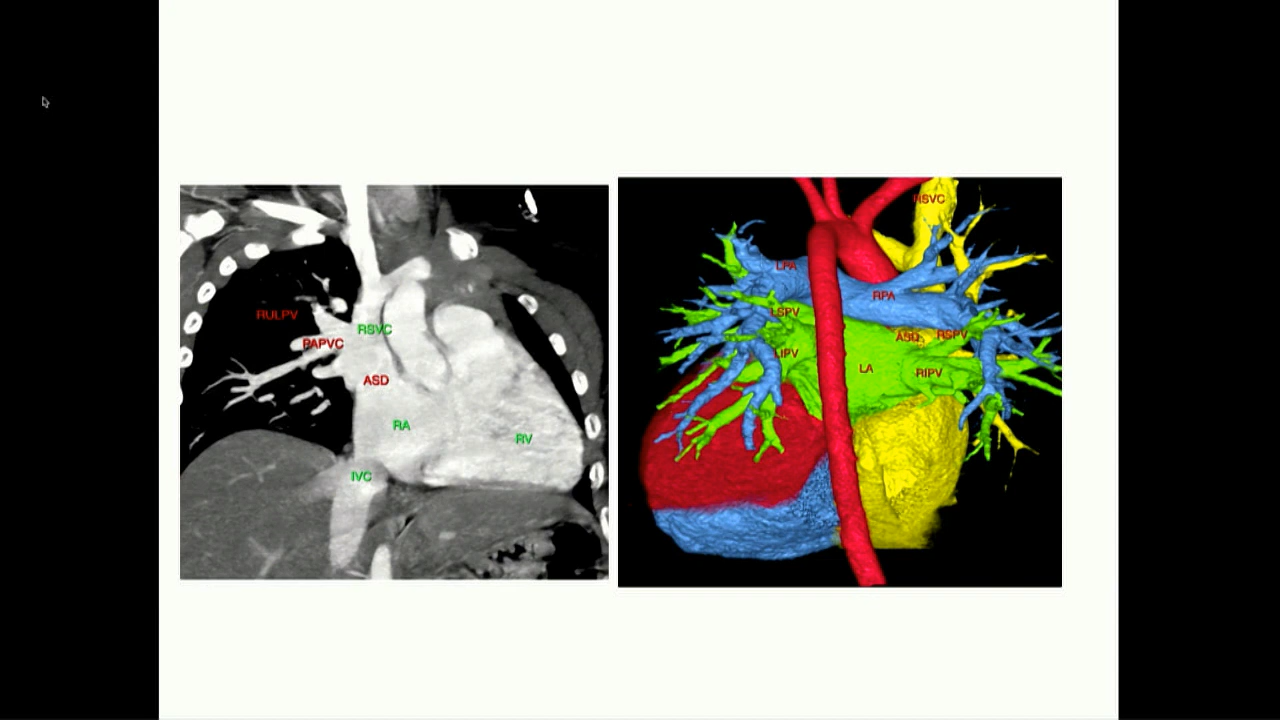 RULPV
RSVC
PAPVC
ASD
RA
RV
IVC
RSVC
LPA
RPA
LSPV
ASD
RSPV
LIPV
LA
RIPV